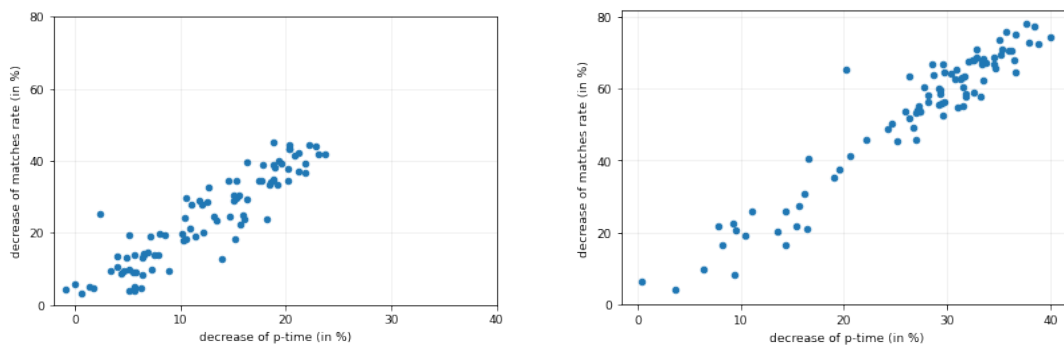 80
60
40
20
0
decrease of matches rate (in %)
0 10 20 30 40
decrease of p-time (in %)
80
60
40
20
0
decrease of matches rate (in %)
0 10 20 30 40
decrease of p-time (in %)